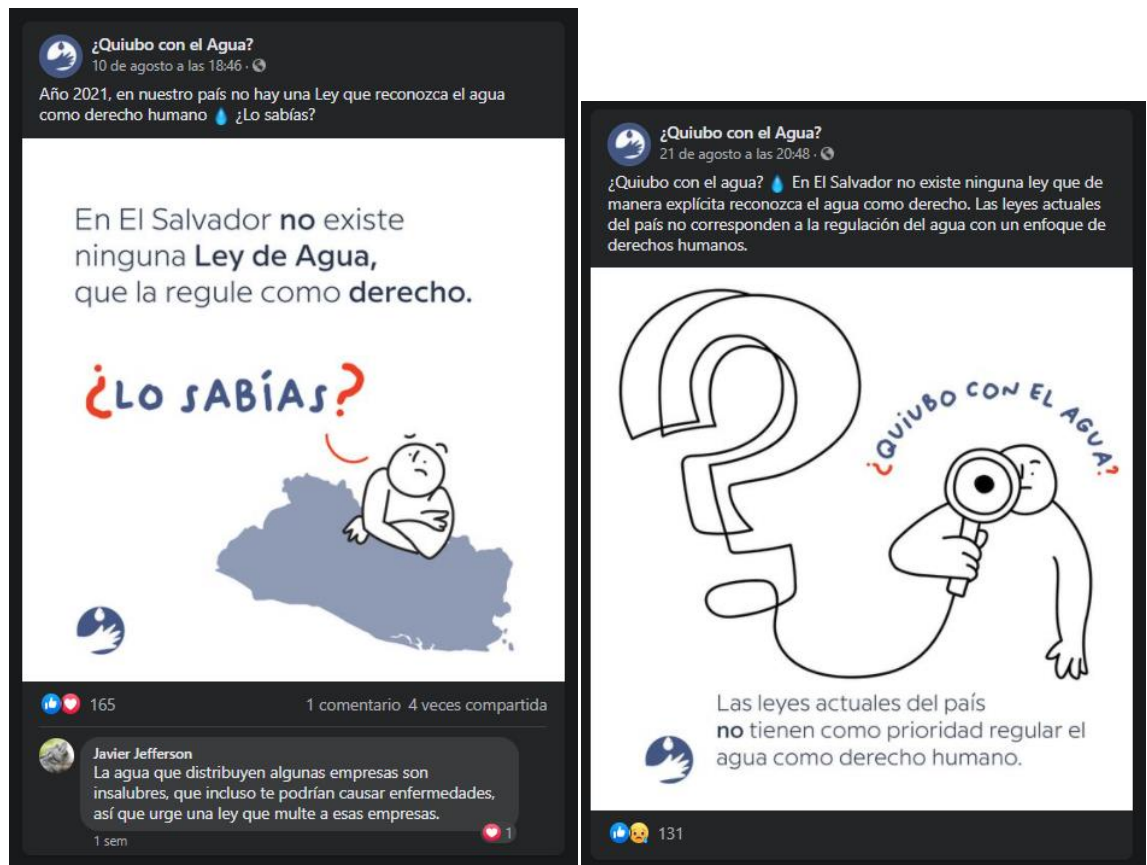 ¿Quiubo con el Agua?
10 de agosto a las 18:46 ·
Año 2021, en nuestro país no hay una Ley que reconozca el agua
como derecho humano 💧 ¿Lo sabías?
En El Salvador no existe
ninguna Ley de Agua,
que la regule como derecho.
¿LO SABÍAS?
165
1 comentario 4 veces compartida
Javier Jefferson
La agua que distribuyen algunas empresas son
insalubres, que incluso te podrían causar enfermedades,
así que urge una ley que multe a esas empresas.
1
1 sem
¿Quiubo con el Agua?
21 de agosto a las 20:48 ·
¿Quiubo con el agua? 💧 En El Salvador no existe ninguna ley que de
manera explícita reconozca el agua como derecho. Las leyes actuales
del país no corresponden a la regulación del agua con un enfoque de
derechos humanos.
¿QUIUBO CON EL AGUA?
Las leyes actuales del país
no tienen como prioridad regular el
agua como derecho humano.
131